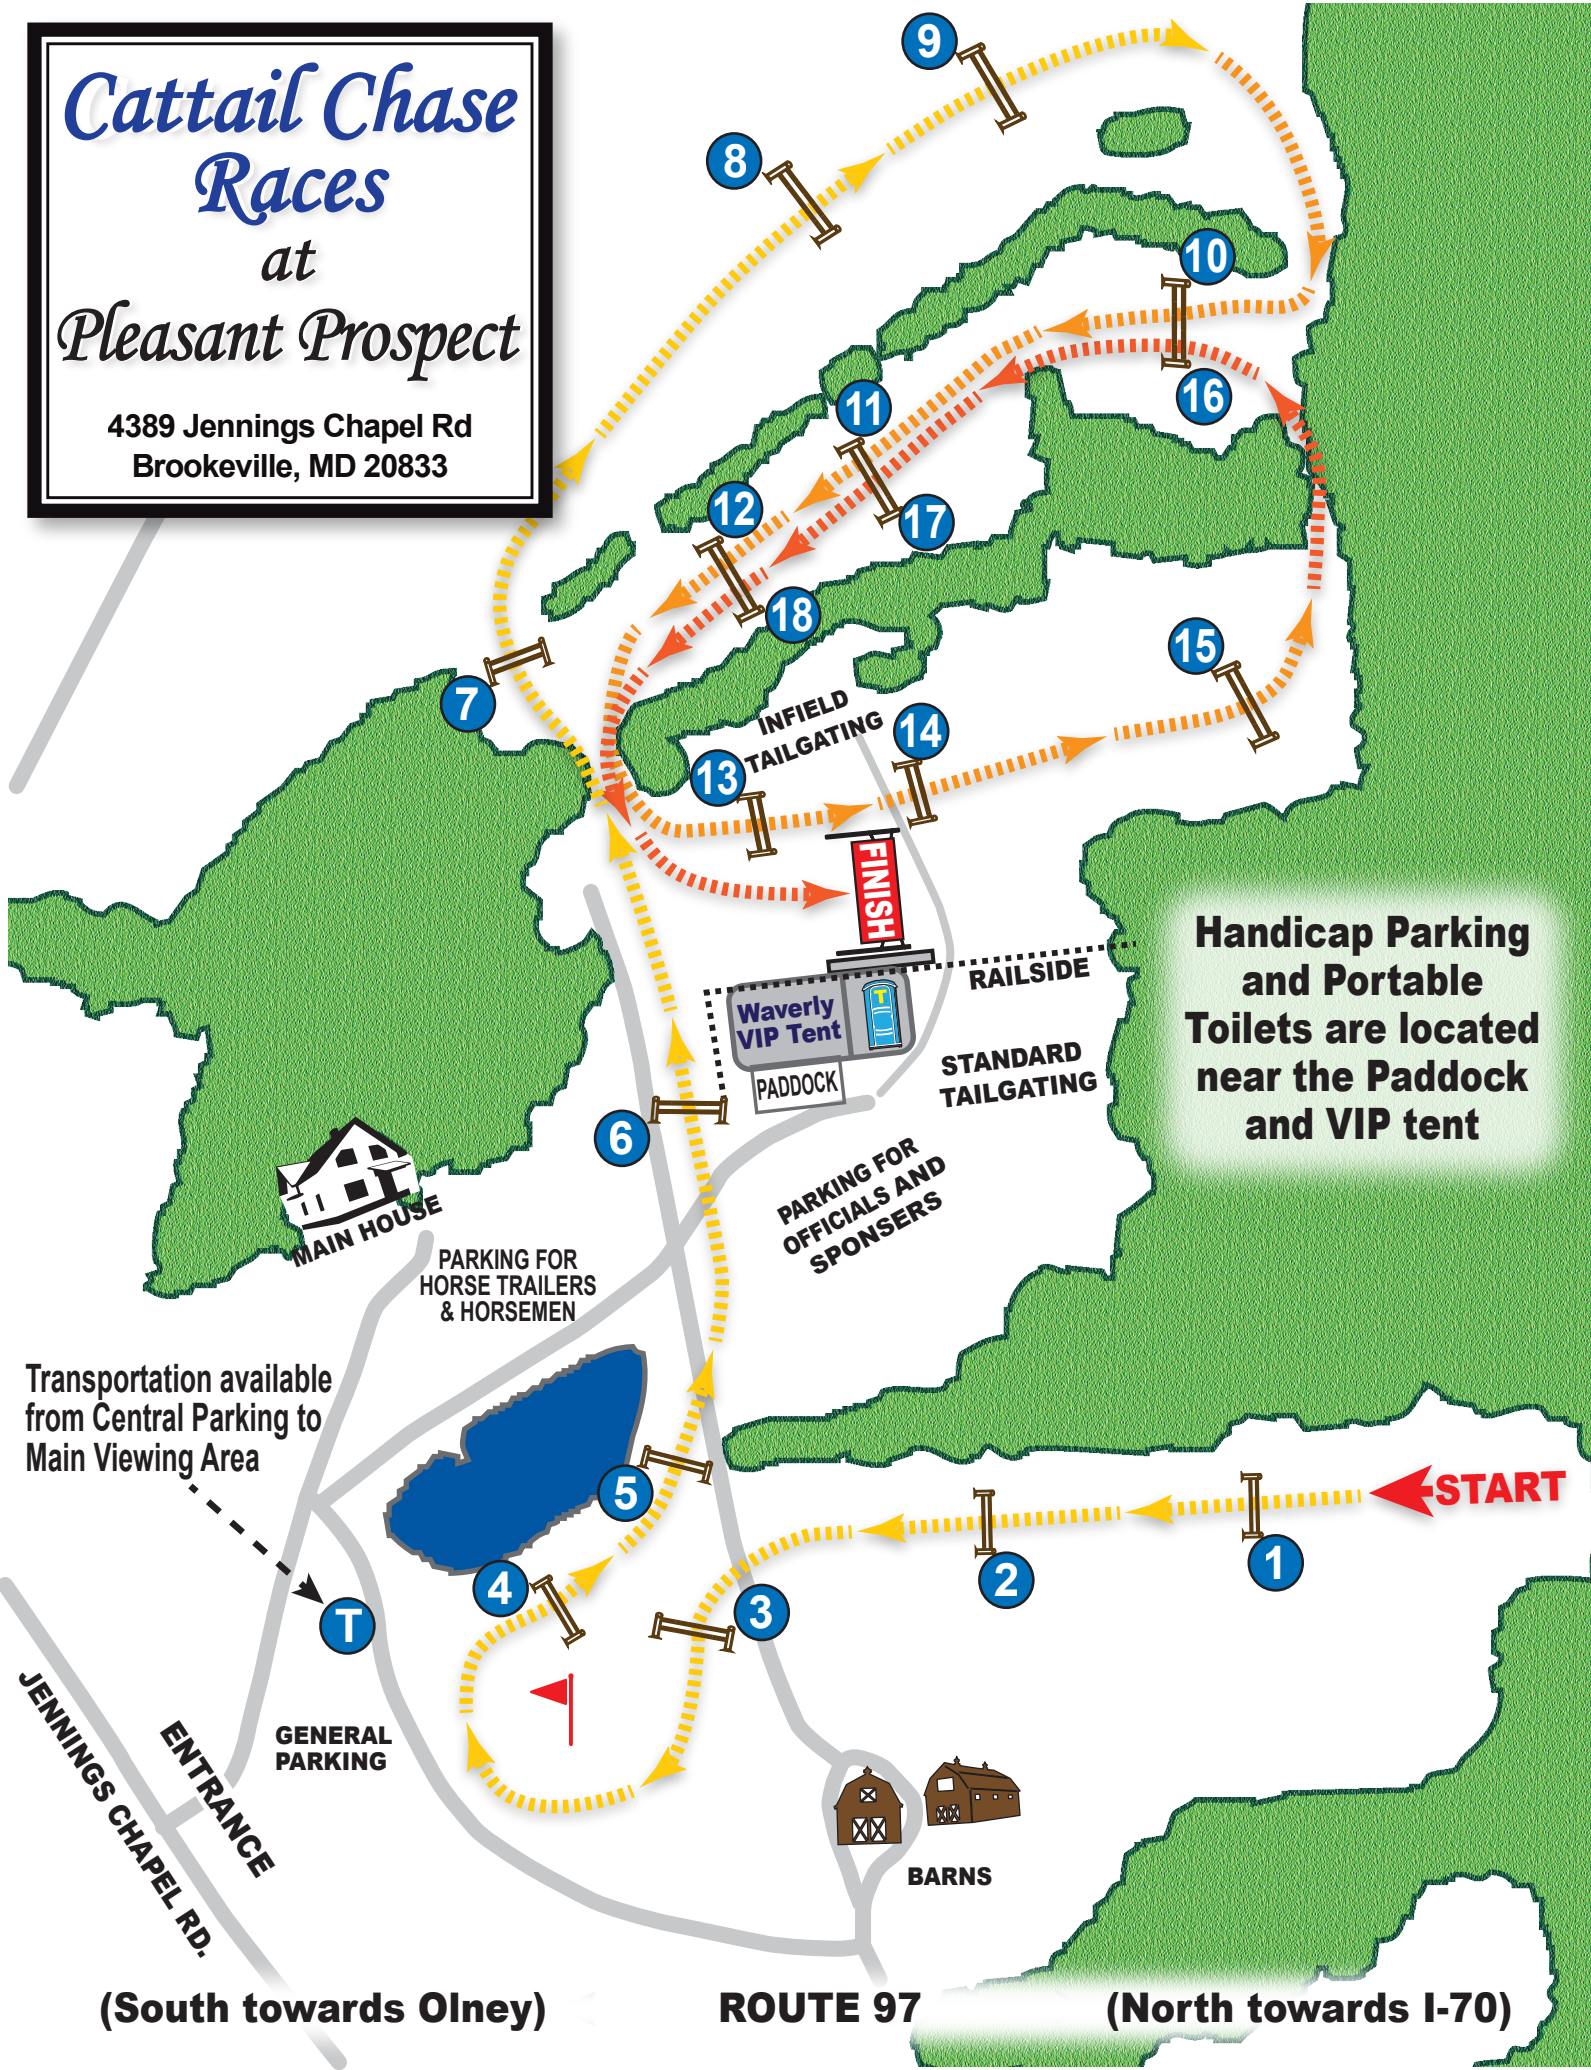 Cattail Chase
Races
at
Pleasant Prospect
4389 Jennings Chapel Rd
Brookeville, MD 20833
9
8
10
16
11
12
17
18
7
15
INFIELD
TAILGATING
14
13
FINISH
Handicap Parking
and Portable
Toilets are located
near the Paddock
and VIP tent
RAILSIDE
Waverly
VIP Tent
T
PADDOCK
STANDARD
TAILGATING
6
PARKING FOR
OFFICIALS AND
SPONSERS
MAIN HOUSE
PARKING FOR
HORSE TRAILERS
& HORSEMEN
Transportation available
from Central Parking to
Main Viewing Area
5
START
4
3
2
1
T
JENNINGS CHAPEL RD.
ENTRANCE
GENERAL
PARKING
BARNS
(South towards Olney)
ROUTE 97
(North towards I-70)